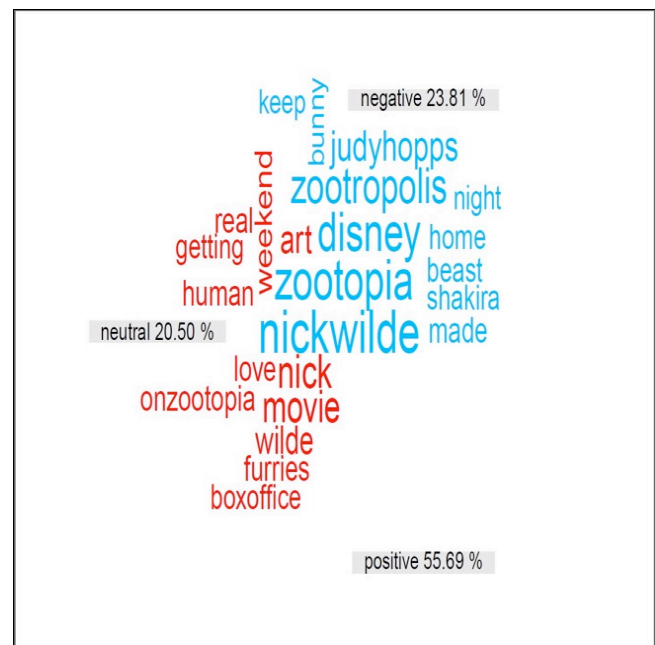 keep
bunny
negative 23.81 %
judyhopps
weekend
zootropolis
night
real
getting
art
disney
home
human
zootopia
beast
shakira
neutral 20.50 %
nickwilde
made
love
nick
onzootopia
movie
wilde
furries
boxoffice
positive 55.69 %